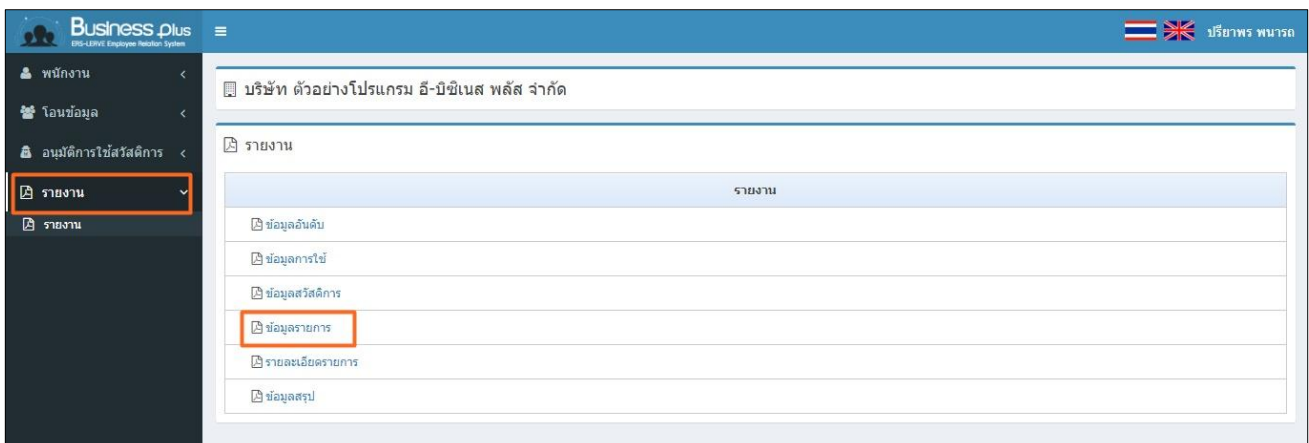 Business plus
ERS-LERVE Employee Relation System
ปรียาพร พนารถ
พนักงาน
โอนข้อมูล
อนุมัติการใช้สวัสดิการ
รายงาน
รายงาน
บริษัท ตัวอย่างโปรแกรม อี-บิซิเนส พลัส จำกัด
รายงาน
รายงาน
ข้อมูลอันดับ
ข้อมูลการใช้
ข้อมูลสวัสดิการ
ข้อมูลรายการ
รายละเอียดรายการ
ข้อมูลสรุป